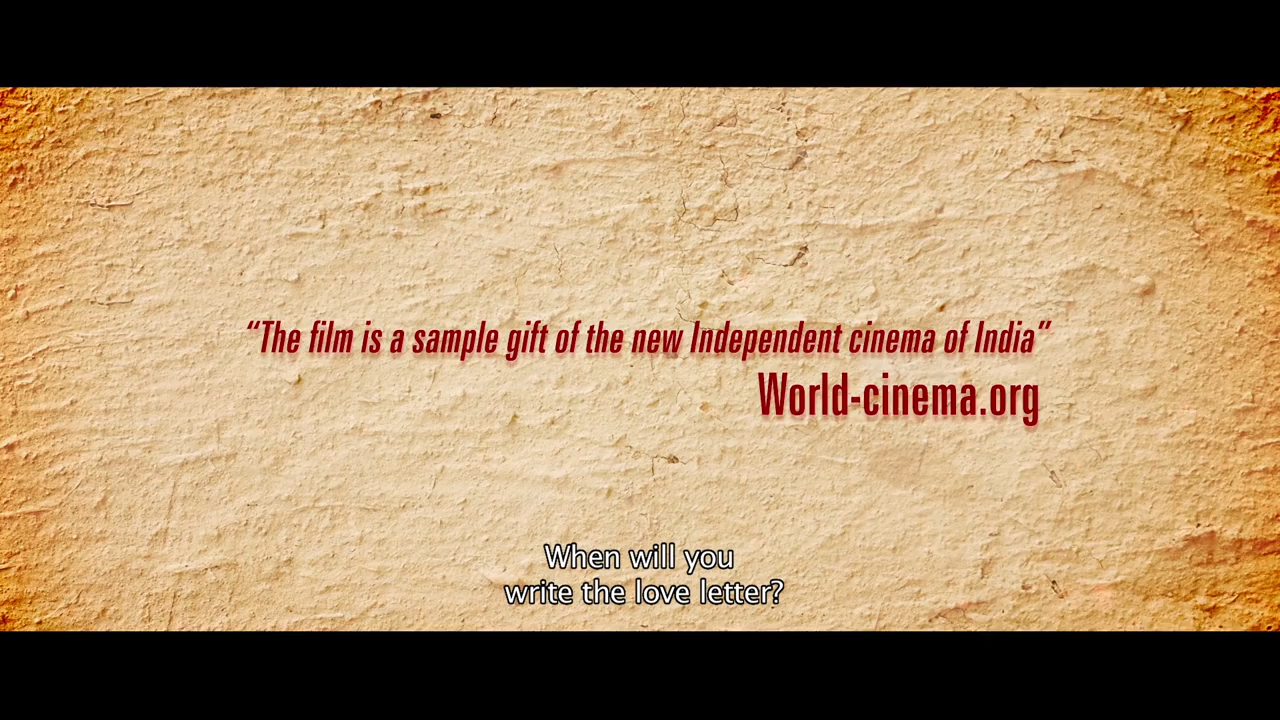 “The film is a sample gift of the new Independent cinema of India”
World-cinema.org
When will you
write the love letter?